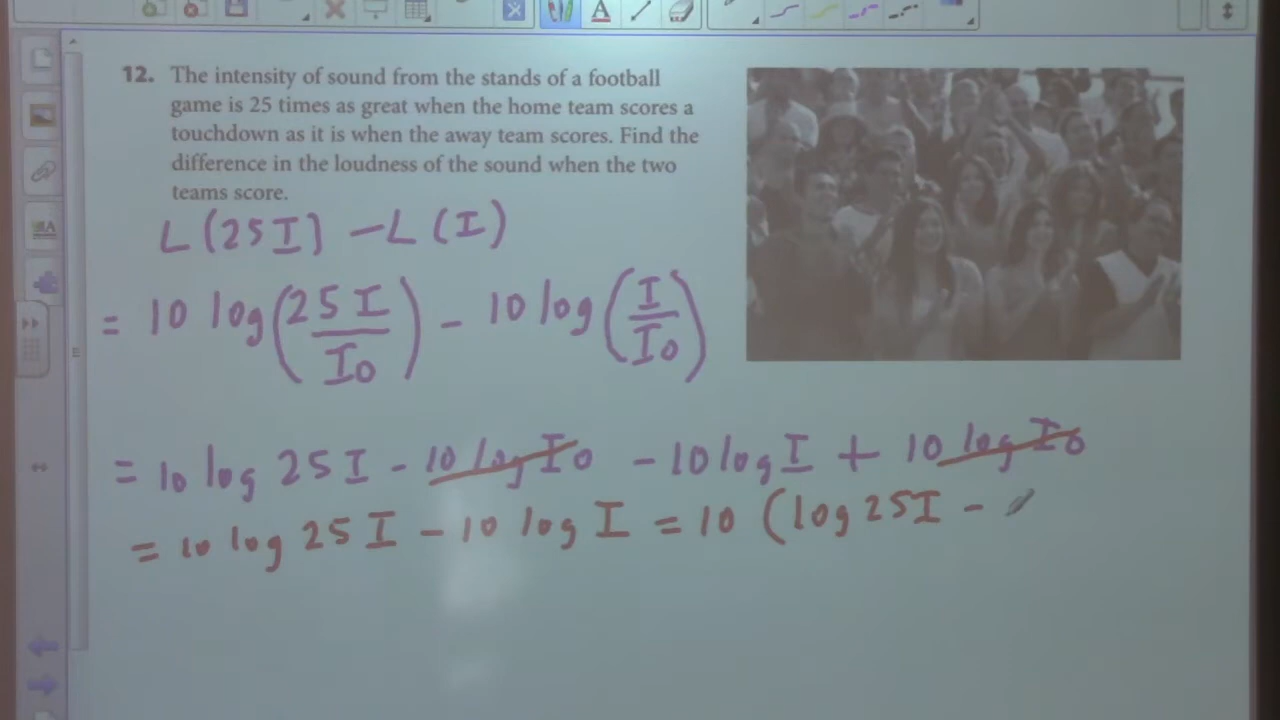 12. The intensity of sound from the stands of a football
game is 25 times as great when the home team scores a
touchdown as it is when the away team scores. Find the
difference in the loudness of the sound when the two
teams score.
L(25I) - L(I)
= 10 log(25I/I₀) - 10 log(I/I₀)
= 10 log 25I - 10 log I₀ - 10 log I + 10 log I₀
= 10 log 25I - 10 log I = 10 (log 25I -